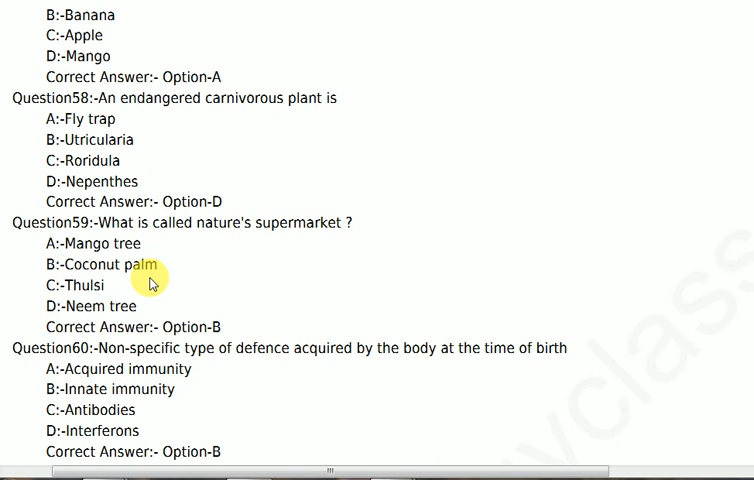 B:-Banana
C:-Apple
D:-Mango
Correct Answer:- Option-A
Question58:-An endangered carnivorous plant is
A:-Fly trap
B:-Utricularia
C:-Roridula
D:-Nepenthes
Correct Answer:- Option-D
Question59:-What is called nature's supermarket ?
A:-Mango tree
B:-Coconut palm
C:-Thulsi
D:-Neem tree
Correct Answer:- Option-B
Question60:-Non-specific type of defence acquired by the body at the time of birth
A:-Acquired immunity
B:-Innate immunity
C:-Antibodies
D:-Interferons
Correct Answer:- Option-B